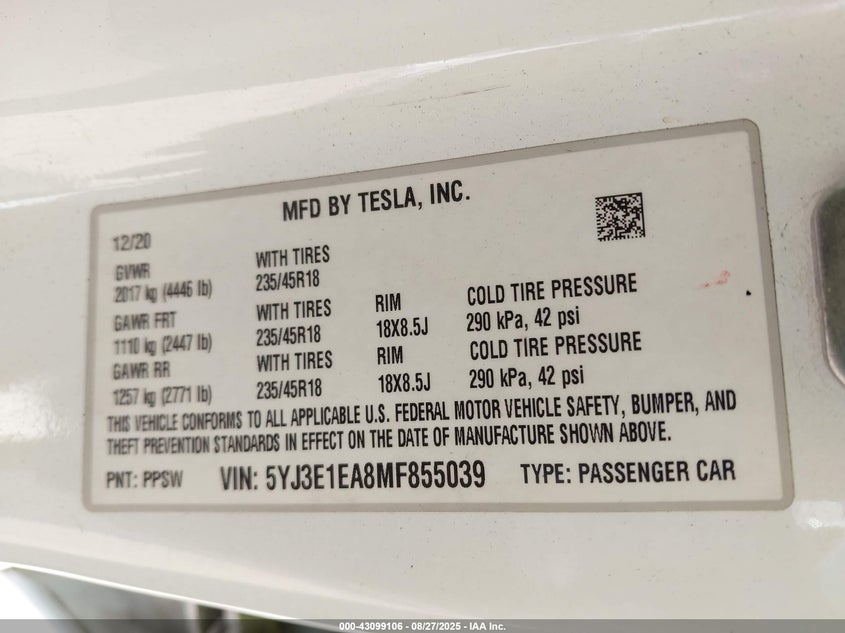 MFD BY TESLA, INC.
12/20
GVWR WITH TIRES
2017 kg (4446 lb) 235/45R18
GAWR FRT WITH TIRES RIM COLD TIRE PRESSURE
1110 kg (2447 lb) 235/45R18 18X8.5J 290 kPa, 42 psi
GAWR RR WITH TIRES RIM COLD TIRE PRESSURE
1257 kg (2771 lb) 235/45R18 18X8.5J 290 kPa, 42 psi
THIS VEHICLE CONFORMS TO ALL APPLICABLE U.S. FEDERAL MOTOR VEHICLE SAFETY, BUMPER, AND
THEFT PREVENTION STANDARDS IN EFFECT ON THE DATE OF MANUFACTURE SHOWN ABOVE.
PNT: PPSW VIN: 5YJ3E1EA8MF855039 TYPE: PASSENGER CAR
000-43099106 - 08/27/2025 - IAA Inc.